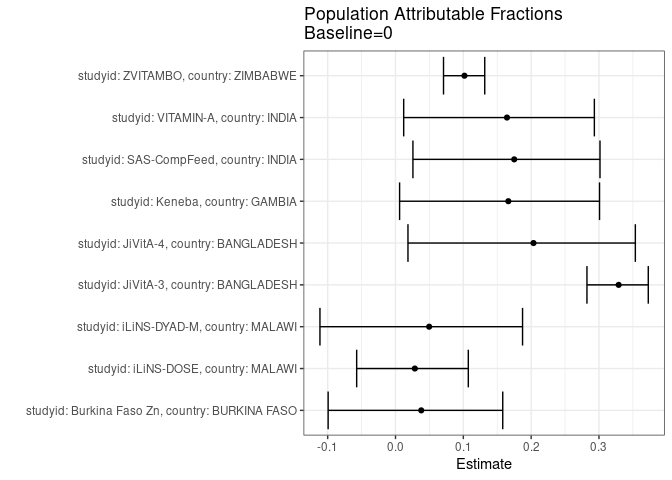 Population Attributable Fractions
Baseline=0
studyid: ZVITAMBO, country: ZIMBABWE
studyid: VITAMIN-A, country: INDIA
studyid: SAS-CompFeed, country: INDIA
studyid: Keneba, country: GAMBIA
studyid: JiVitA-4, country: BANGLADESH
studyid: JiVitA-3, country: BANGLADESH
studyid: iLiNS-DYAD-M, country: MALAWI
studyid: iLiNS-DOSE, country: MALAWI
studyid: Burkina Faso Zn, country: BURKINA FASO
-0.1 0.0 0.1 0.2 0.3
Estimate